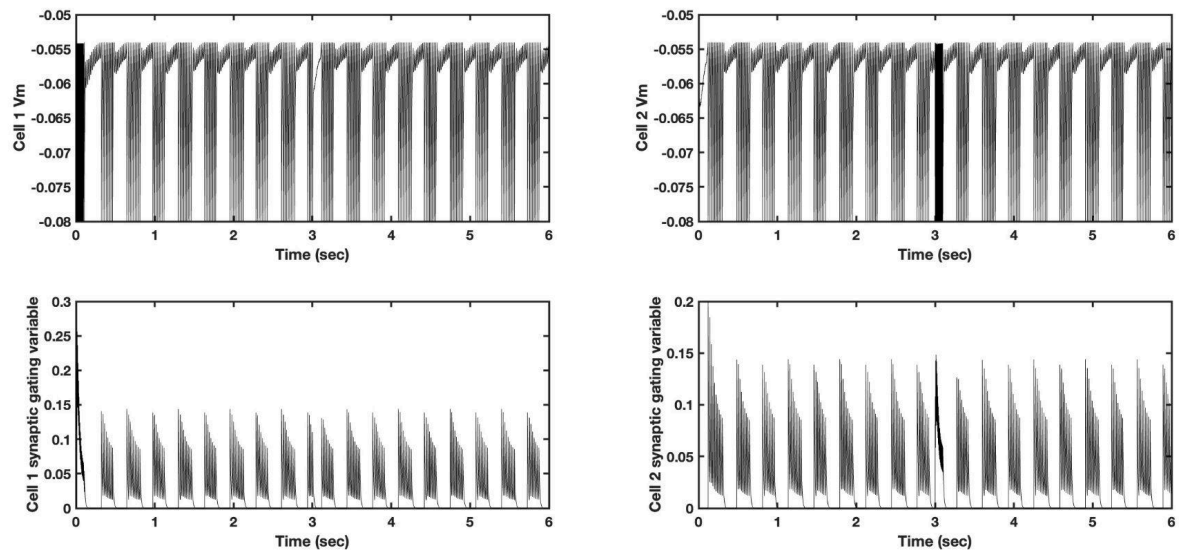 -0.05
-0.055
-0.06
-0.065
-0.07
-0.075
-0.08
Cell 1 Vm
0 1 2 3 4 5 6
Time (sec)
-0.05
-0.055
-0.06
-0.065
-0.07
-0.075
-0.08
Cell 2 Vm
0 1 2 3 4 5 6
Time (sec)
0.3
0.25
0.2
0.15
0.1
0.05
0
Cell 1 synaptic gating variable
0 1 2 3 4 5 6
Time (sec)
0.2
0.15
0.1
0.05
0
Cell 2 synaptic gating variable
0 1 2 3 4 5 6
Time (sec)